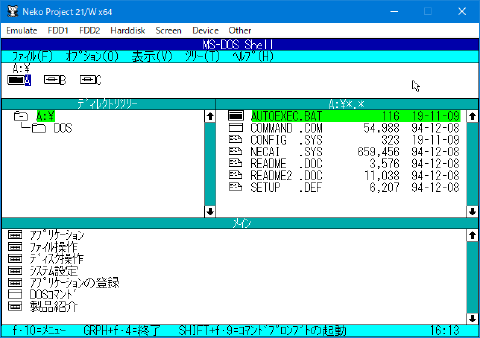 Neko Project 21/W x64
Emulate FDD1 FDD2 Harddisk Screen Device Other
MS-DOS Shell
ﾌｧｲﾙ(F) ｵﾌﾟｼｮﾝ(O) 表示(V) ﾂﾘｰ(T) ﾍﾙﾌﾟ(H)
A:¥
A B C
ﾃﾞｨﾚｸﾄﾘﾂﾘｰ
A:¥*.*
A:¥
DOS
AUTOEXEC.BAT 116 19-11-09
COMMAND .COM 54,988 94-12-08
CONFIG .SYS 323 19-11-09
NECAI .SYS 659,456 94-12-08
README .DOC 3,576 94-12-08
README2 .DOC 11,038 94-12-08
SETUP .DEF 6,207 94-12-08
ﾒｲﾝ
ｱﾌﾟﾘｹｰｼｮﾝ
ﾌｧｲﾙ操作
ﾃﾞｨｽｸ操作
ｼｽﾃﾑ設定
ｱﾌﾟﾘｹｰｼｮﾝの登録
DOSｺﾏﾝﾄﾞ
製品紹介
f･10=ﾒﾆｭｰ GRPH+f･4=終了 SHIFT+f･9=ｺﾏﾝﾄﾞﾌﾟﾛﾝﾌﾟﾄの起動 16:13